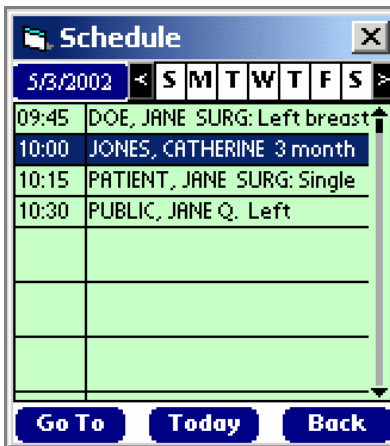 Schedule
5/3/2002 < S M T W T F S >
09:45 DOE, JANE SURG: Left breast
10:00 JONES, CATHERINE 3 month
10:15 PATIENT, JANE SURG: Single
10:30 PUBLIC, JANE Q. Left
Go To Today Back